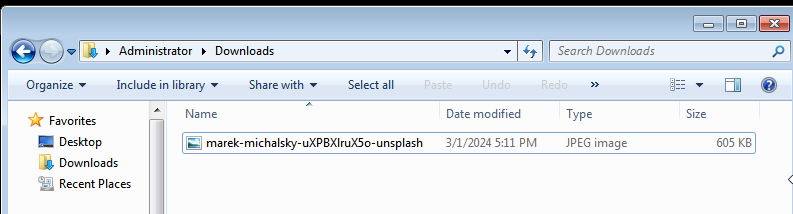 Administrator Downloads Search Downloads
Organize Include in library Share with Select all Paste Undo Redo »
Favorites
Desktop
Downloads
Recent Places
Name Date modified Type Size
marek-michalsky-uXPBXIruX5o-unsplash 3/1/2024 5:11 PM JPEG image 605 KB